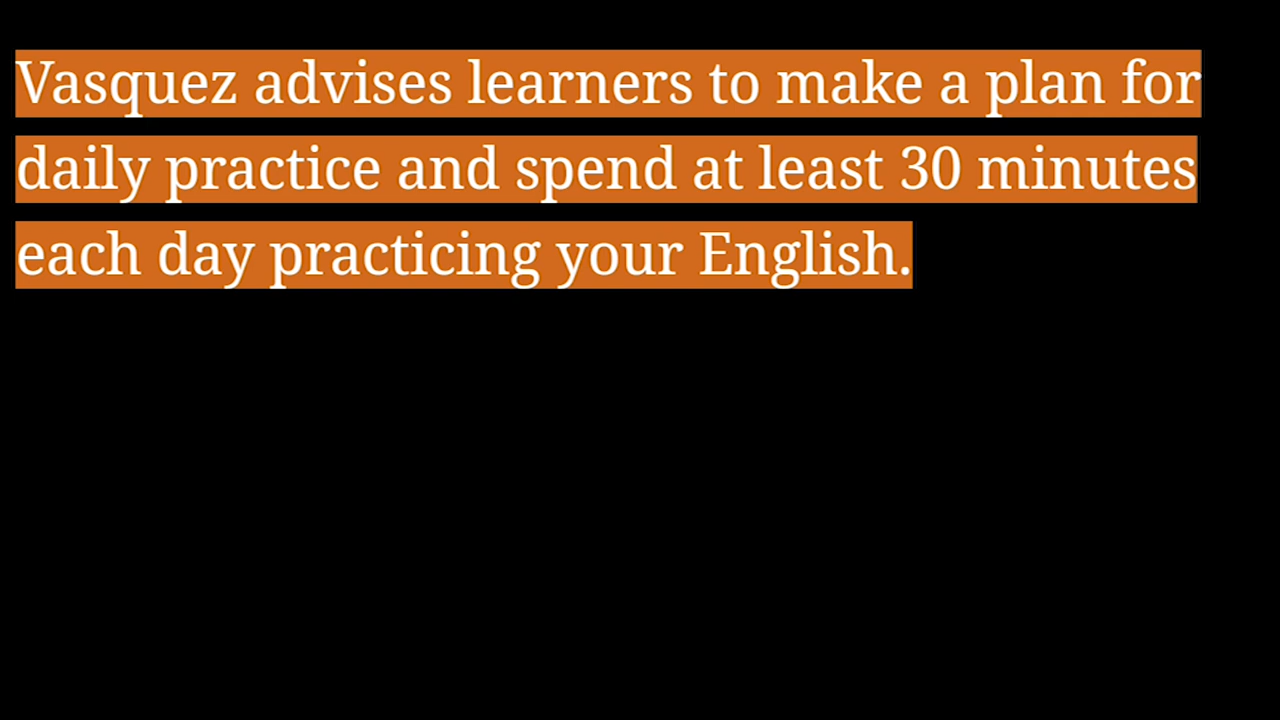 Vasquez advises learners to make a plan for
daily practice and spend at least 30 minutes
each day practicing your English.